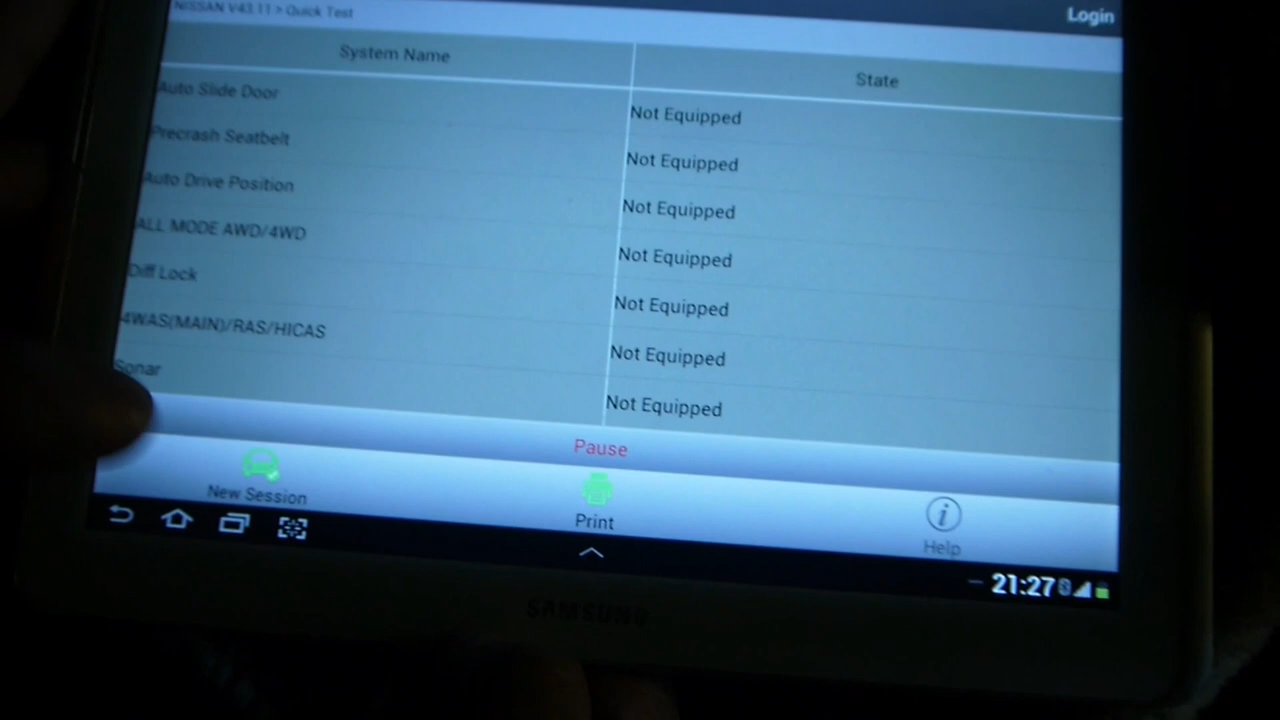 NISSAN V43.11 > Quick Test
Login
System Name State
Auto Slide Door Not Equipped
Precrash Seatbelt Not Equipped
Auto Drive Position Not Equipped
ALL MODE AWD/4WD Not Equipped
Diff Lock Not Equipped
4WAS(MAIN)/RAS/HICAS Not Equipped
Sonar Not Equipped
Pause
New Session Print Help
21:27
SAMSUNG